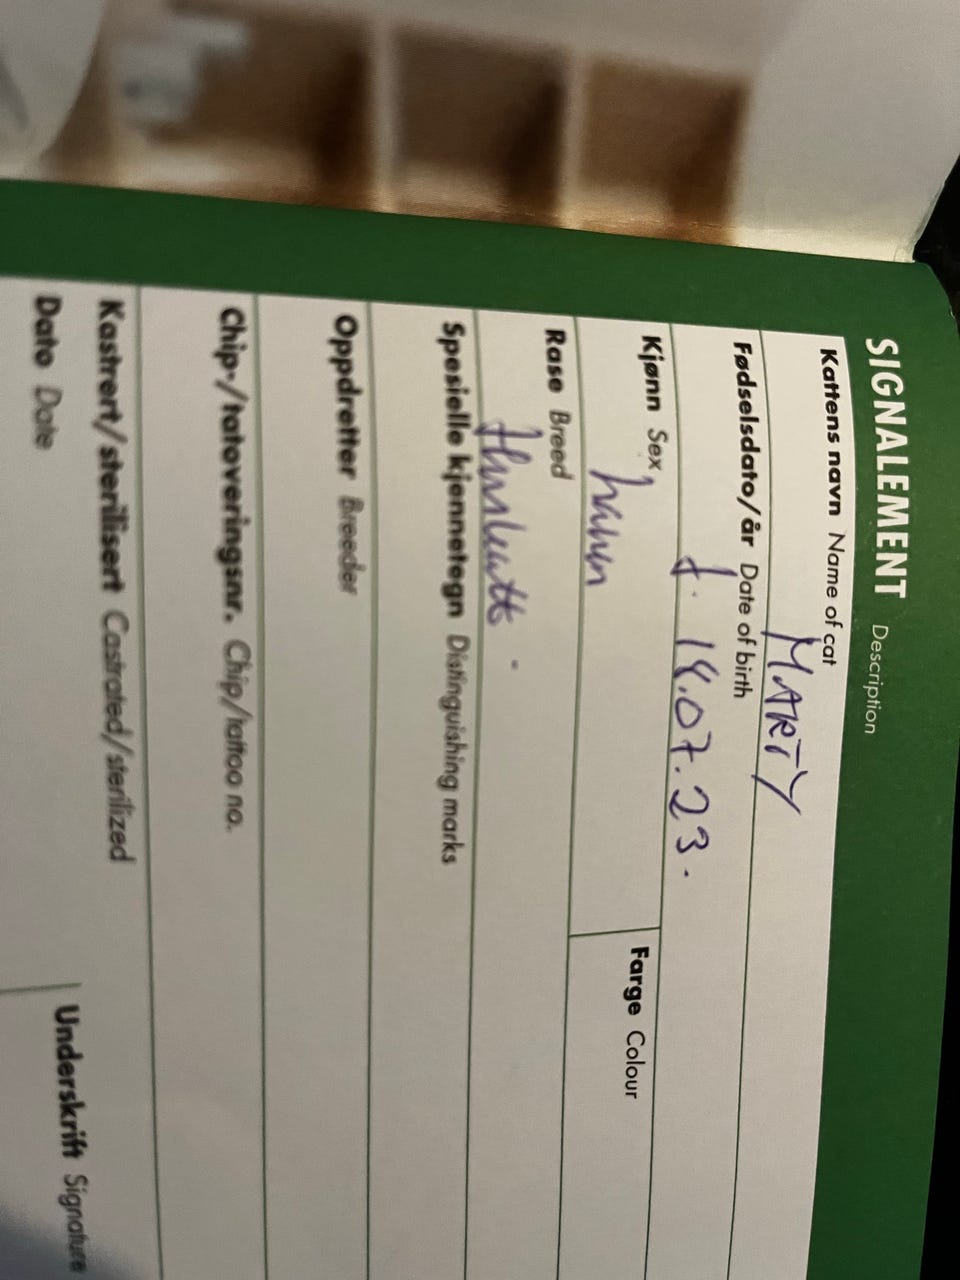 SIGNALEMENT Description
Kattens navn Name of cat
MARTY
Fødselsdato/år Date of birth
f. 18.07.23.
Kjønn Sex
hann
Farge Colour
Rase Breed
Huskatt.
Spesielle kjennetegn Distinguishing marks
Oppdretter Breeder
Chip-/tatoveringsnr. Chip/tattoo no.
Kastrert/sterilisert Castrated/sterilized
Dato Date
Underskrift Signature